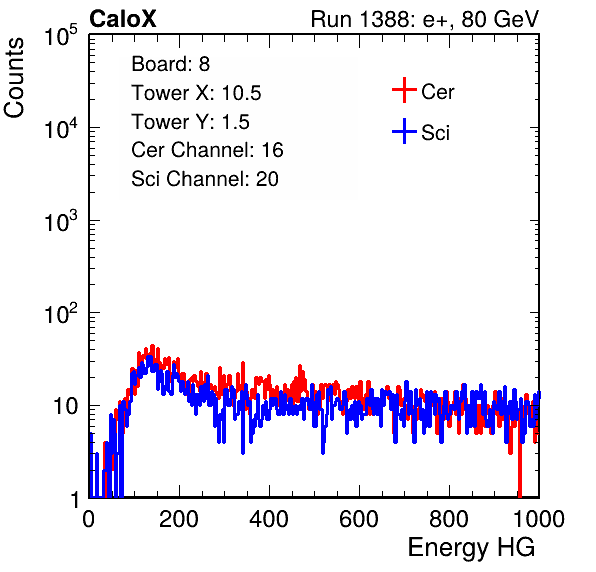 CaloX Run 1388: e+, 80 GeV
Counts
Board: 8
Tower X: 10.5
Tower Y: 1.5
Cer Channel: 16
Sci Channel: 20
Cer
Sci
10^5
10^4
10^3
10^2
10
1
0 200 400 600 800 1000
Energy HG